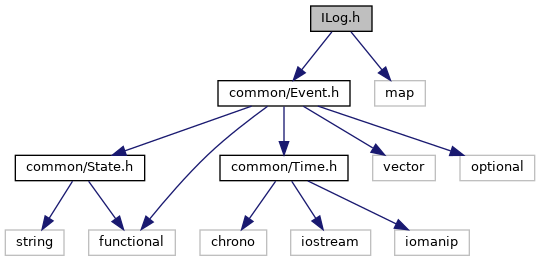 ILog.h
common/Event.h
map
common/State.h
common/Time.h
vector
optional
string
functional
chrono
iostream
iomanip